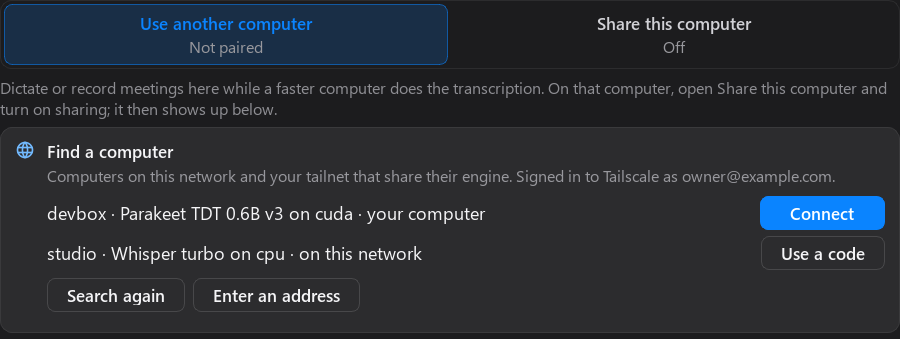 Use another computer
Not paired
Share this computer
Off
Dictate or record meetings here while a faster computer does the transcription. On that computer, open Share this computer and
turn on sharing; it then shows up below.
Find a computer
Computers on this network and your tailnet that share their engine. Signed in to Tailscale as owner@example.com.
devbox · Parakeet TDT 0.6B v3 on cuda · your computer
Connect
studio · Whisper turbo on cpu · on this network
Use a code
Search again
Enter an address